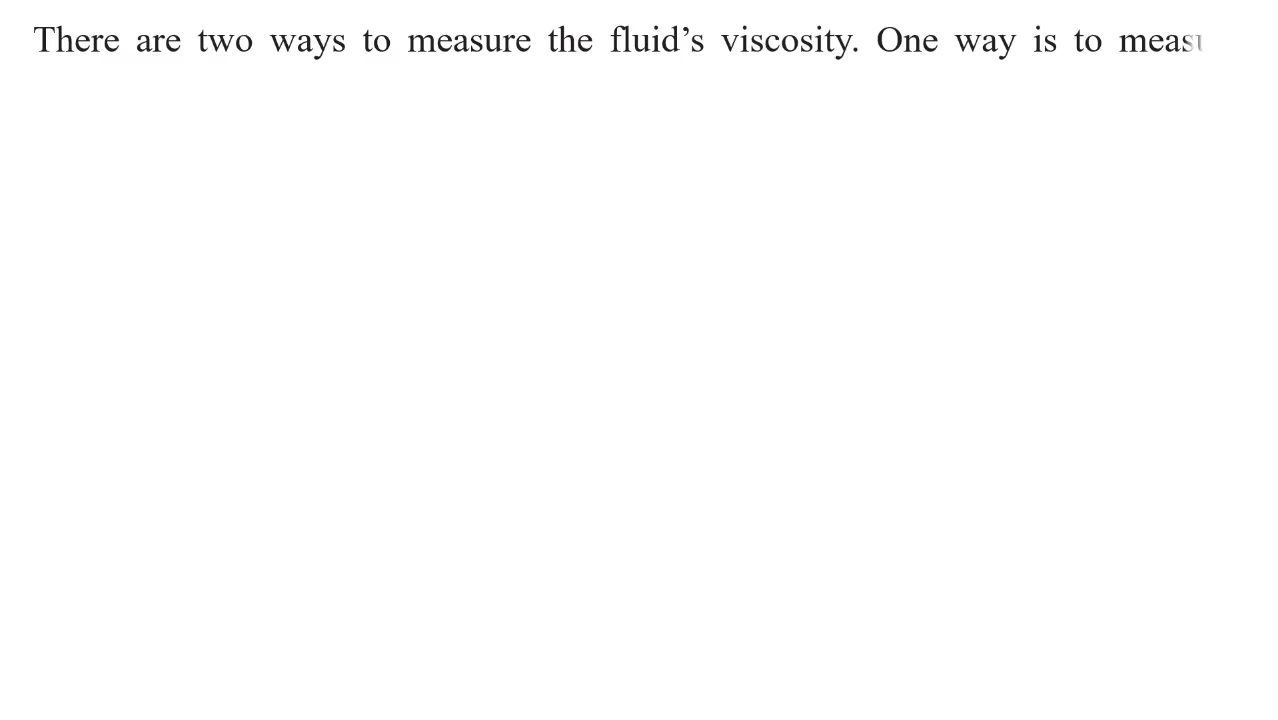 There are two ways to measure the fluid’s viscosity. One way is to